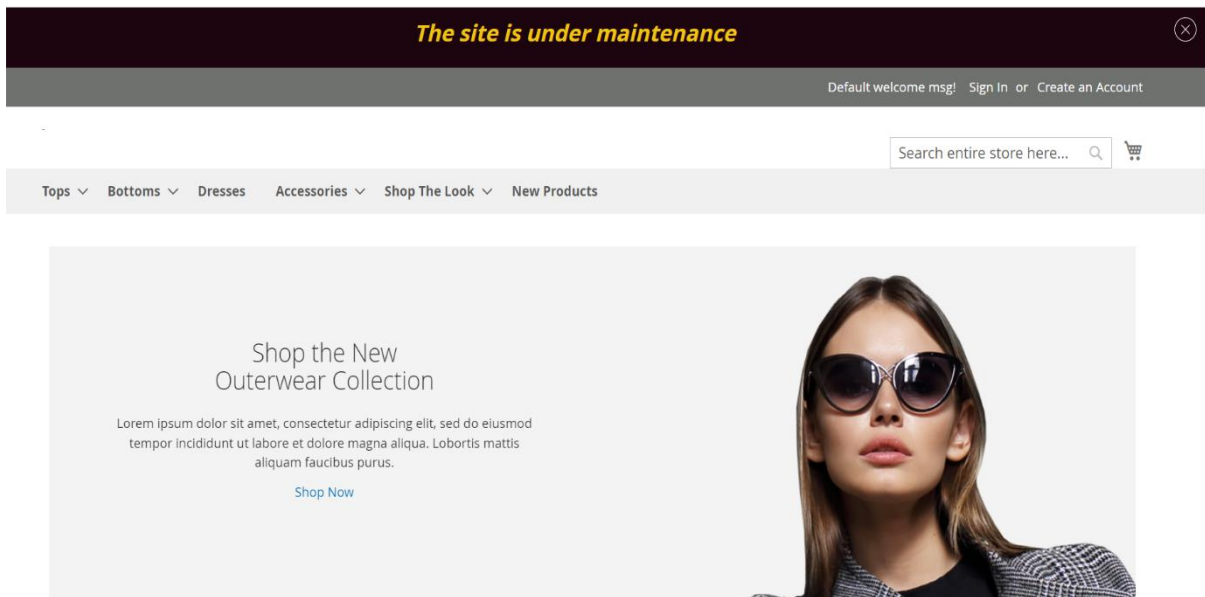 The site is under maintenance
Default welcome msg! Sign In or Create an Account
Search entire store here...
Tops Bottoms Dresses Accessories Shop The Look New Products
Shop the New
Outerwear Collection
Lorem ipsum dolor sit amet, consectetur adipiscing elit, sed do eiusmod
tempor incididunt ut labore et dolore magna aliqua. Lobortis mattis
aliquam faucibus purus.
Shop Now